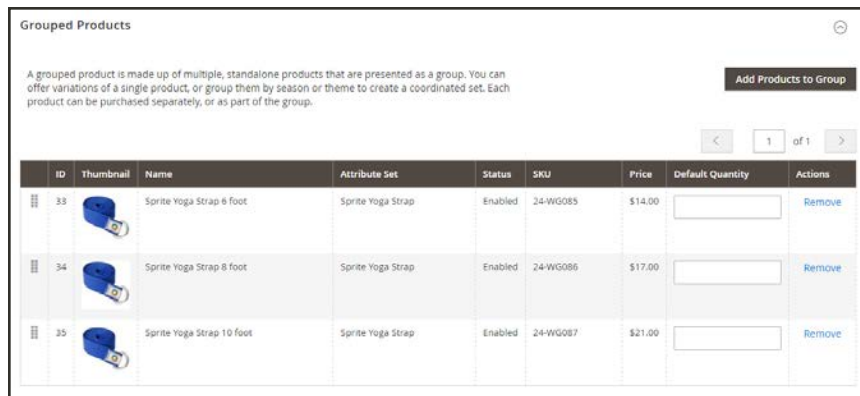 Grouped Products
A grouped product is made up of multiple, standalone products that are presented as a group. You can
offer variations of a single product, or group them by season or theme to create a coordinated set. Each
product can be purchased separately, or as part of the group.
Add Products to Group
1 of 1
ID Thumbnail Name Attribute Set Status SKU Price Default Quantity Actions
33 Sprite Yoga Strap 6 foot Sprite Yoga Strap Enabled 24-WG085 $14.00 Remove
34 Sprite Yoga Strap 8 foot Sprite Yoga Strap Enabled 24-WG086 $17.00 Remove
35 Sprite Yoga Strap 10 foot Sprite Yoga Strap Enabled 24-WG087 $21.00 Remove